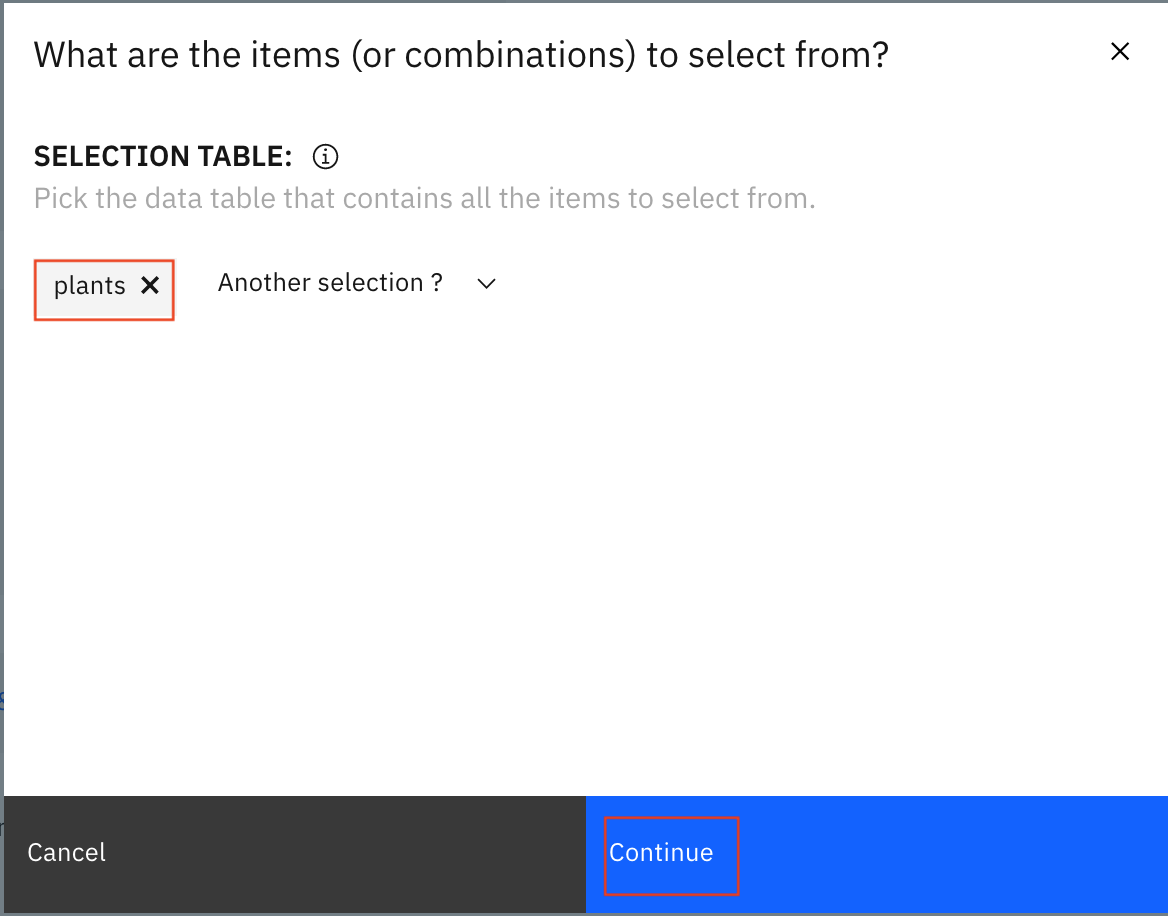 What are the items (or combinations) to select from?
SELECTION TABLE:
Pick the data table that contains all the items to select from.
plants
Another selection ?
Cancel
Continue